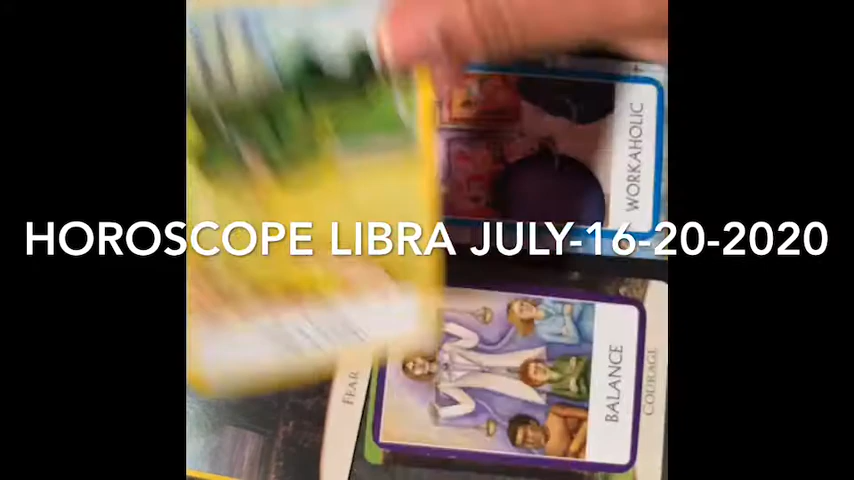 WORKAHOLIC
HOROSCOPE LIBRA JULY-16-20-2020
BALANCE
COURAGE
FEAR